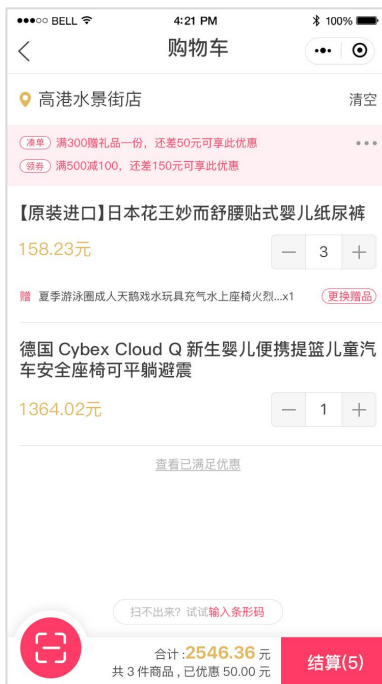 BELL 4:21 PM 100%
购物车
高港水景街店 清空
凑单 满300赠礼品一份，还差50元可享此优惠
领券 满500减100，还差150元可享此优惠
【原装进口】日本花王妙而舒腰贴式婴儿纸尿裤
158.23元 － 3 ＋
赠 夏季游泳圈成人天鹅戏水玩具充气水上座椅火烈...x1 更换赠品
德国 Cybex Cloud Q 新生婴儿便携提篮儿童汽
车安全座椅可平躺避震
1364.02元 － 1 ＋
查看已满足优惠
扫不出来？试试输入条形码
合计:2546.36 元
共 3 件商品 , 已优惠 50.00 元
结算(5)